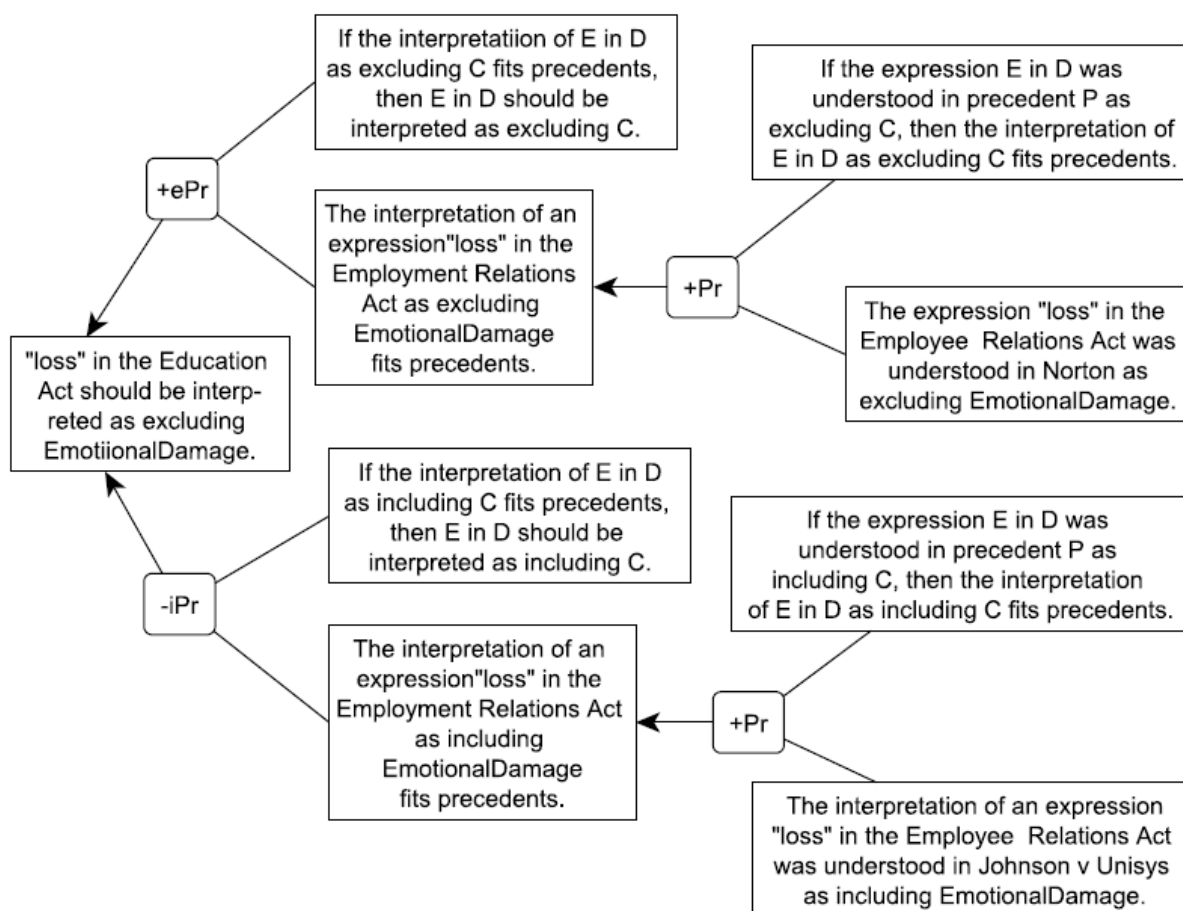 If the interpretatiion of E in D
as excluding C fits precedents,
then E in D should be
interpreted as excluding C.
If the expression E in D was
understood in precedent P as
excluding C, then the interpretation of
E in D as excluding C fits precedents.
+ePr
The interpretation of an
expression"loss" in the
Employment Relations
Act as excluding
EmotionalDamage
fits precedents.
+Pr
The expression "loss" in the
Employee Relations Act was
understood in Norton as
excluding EmotionalDamage.
"loss" in the Education
Act should be interp-
reted as excluding
EmotiionalDamage.
If the interpretation of E in D
as including C fits precedents,
then E in D should be
interpreted as including C.
If the expression E in D was
understood in precedent P as
including C, then the interpretation
of E in D as including C fits precedents.
-iPr
The interpretation of an
expression"loss" in the
Employment Relations Act
as including
EmotionalDamage
fits precedents.
+Pr
The interpretation of an expression
"loss" in the Employee Relations Act
was understood in Johnson v Unisys
as including EmotionalDamage.